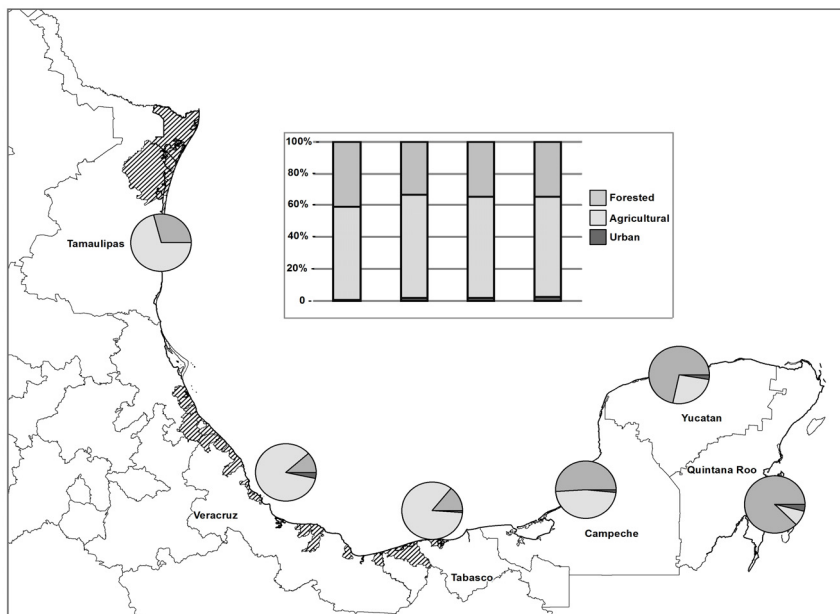 100%
80%
60%
40%
20%
0
Forested
Agricultural
Urban
Tamaulipas
Yucatan
Quintana Roo
Veracruz
Campeche
Tabasco